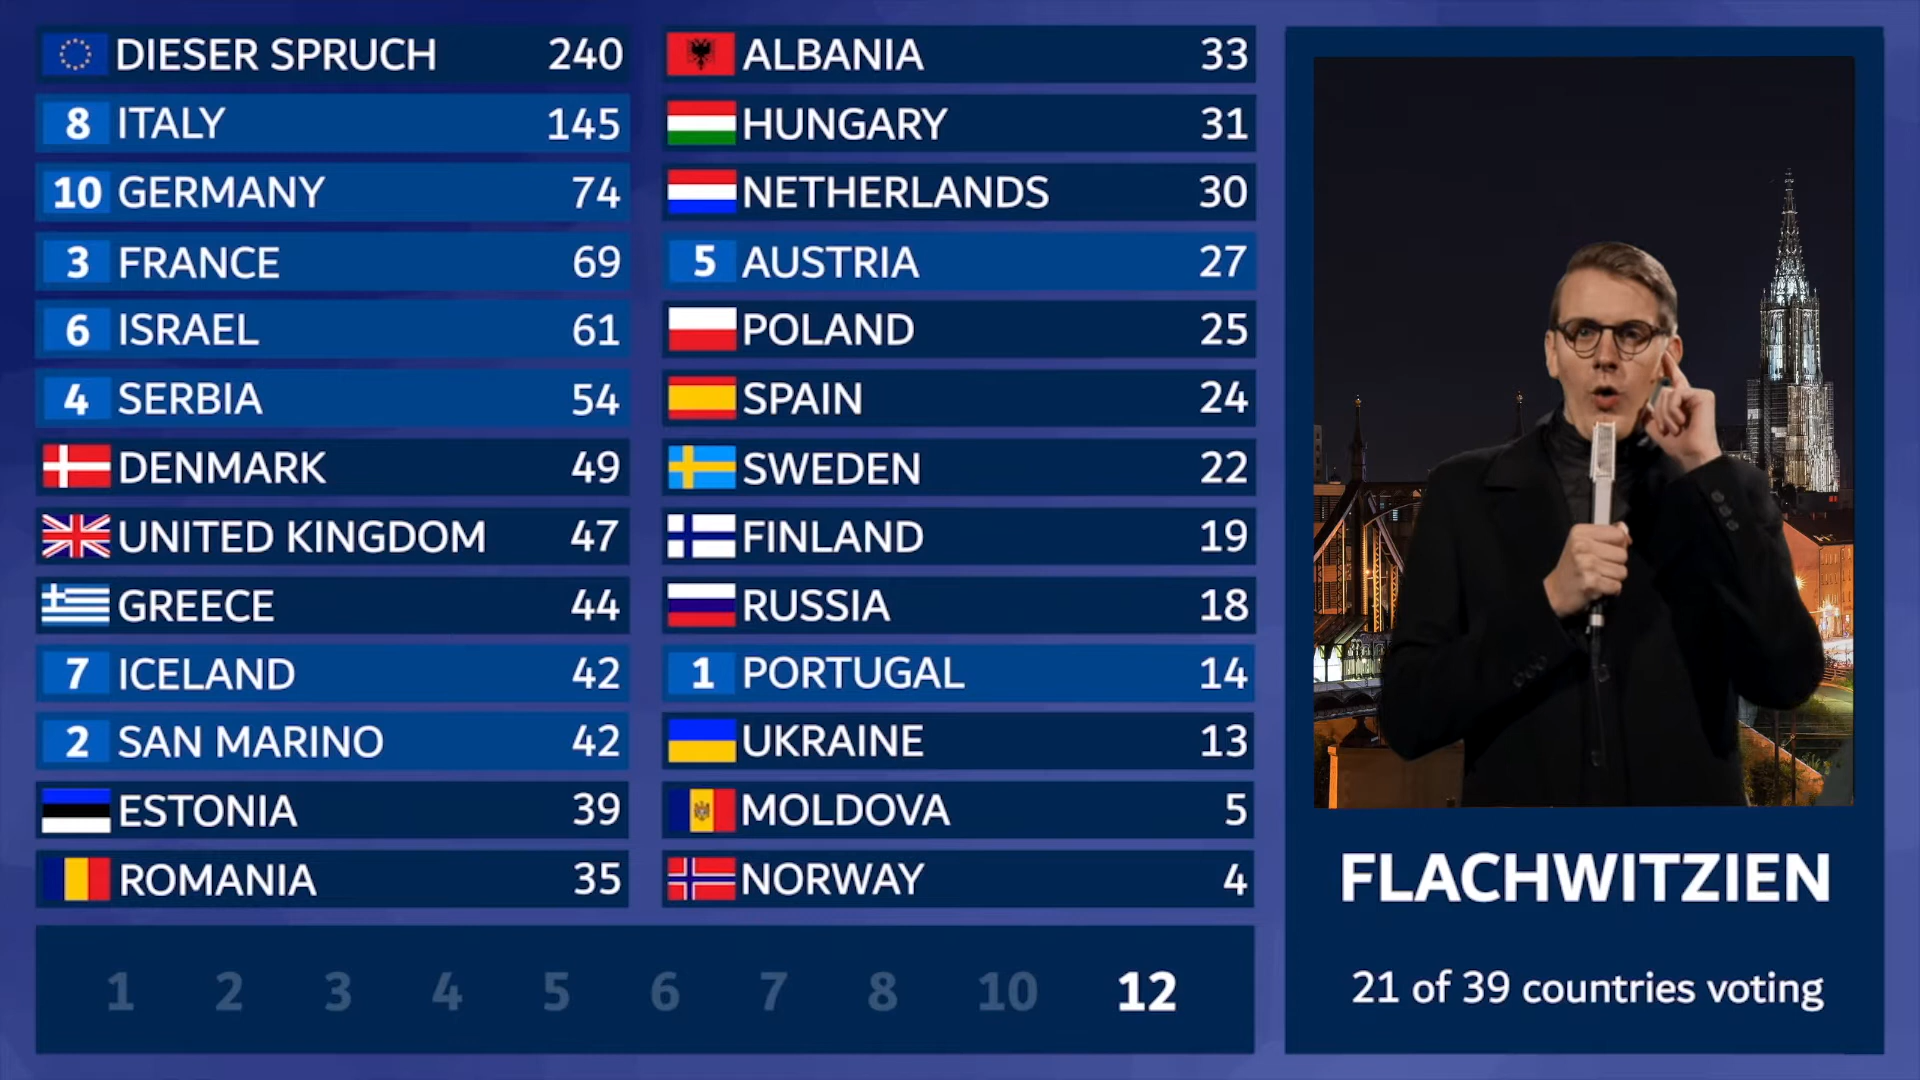 DIESER SPRUCH 240
8 ITALY 145
10 GERMANY 74
3 FRANCE 69
6 ISRAEL 61
4 SERBIA 54
DENMARK 49
UNITED KINGDOM 47
GREECE 44
7 ICELAND 42
2 SAN MARINO 42
ESTONIA 39
ROMANIA 35
ALBANIA 33
HUNGARY 31
NETHERLANDS 30
5 AUSTRIA 27
POLAND 25
SPAIN 24
SWEDEN 22
FINLAND 19
RUSSIA 18
1 PORTUGAL 14
UKRAINE 13
MOLDOVA 5
NORWAY 4
1 2 3 4 5 6 7 8 10 12
FLACHWITZIEN
21 of 39 countries voting